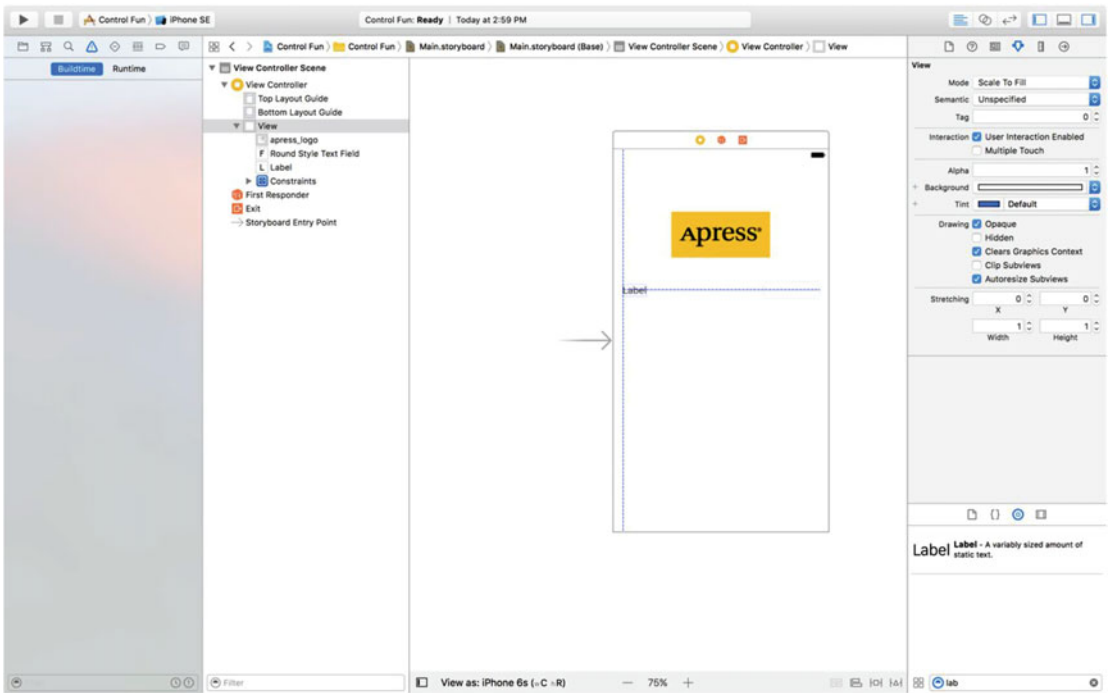 Control Fun 〉 iPhone SE
Control Fun: Ready | Today at 2:59 PM
Buildtime Runtime
Control Fun 〉 Control Fun 〉 Main.storyboard 〉 Main.storyboard (Base) 〉 View Controller Scene 〉 View Controller 〉 View
View Controller Scene
View Controller
Top Layout Guide
Bottom Layout Guide
View
apress_logo
F Round Style Text Field
L Label
Constraints
First Responder
Exit
Storyboard Entry Point
Apress®
Label
View
Mode Scale To Fill
Semantic Unspecified
Tag 0
Interaction User Interaction Enabled
Multiple Touch
Alpha 1
Background
Tint Default
Drawing Opaque
Hidden
Clears Graphics Context
Clip Subviews
Autoresize Subviews
Stretching 0 0
X Y
1 1
Width Height
Label Label - A variably sized amount of
static text.
Filter
View as: iPhone 6s (wC hR) — 75% +
lab